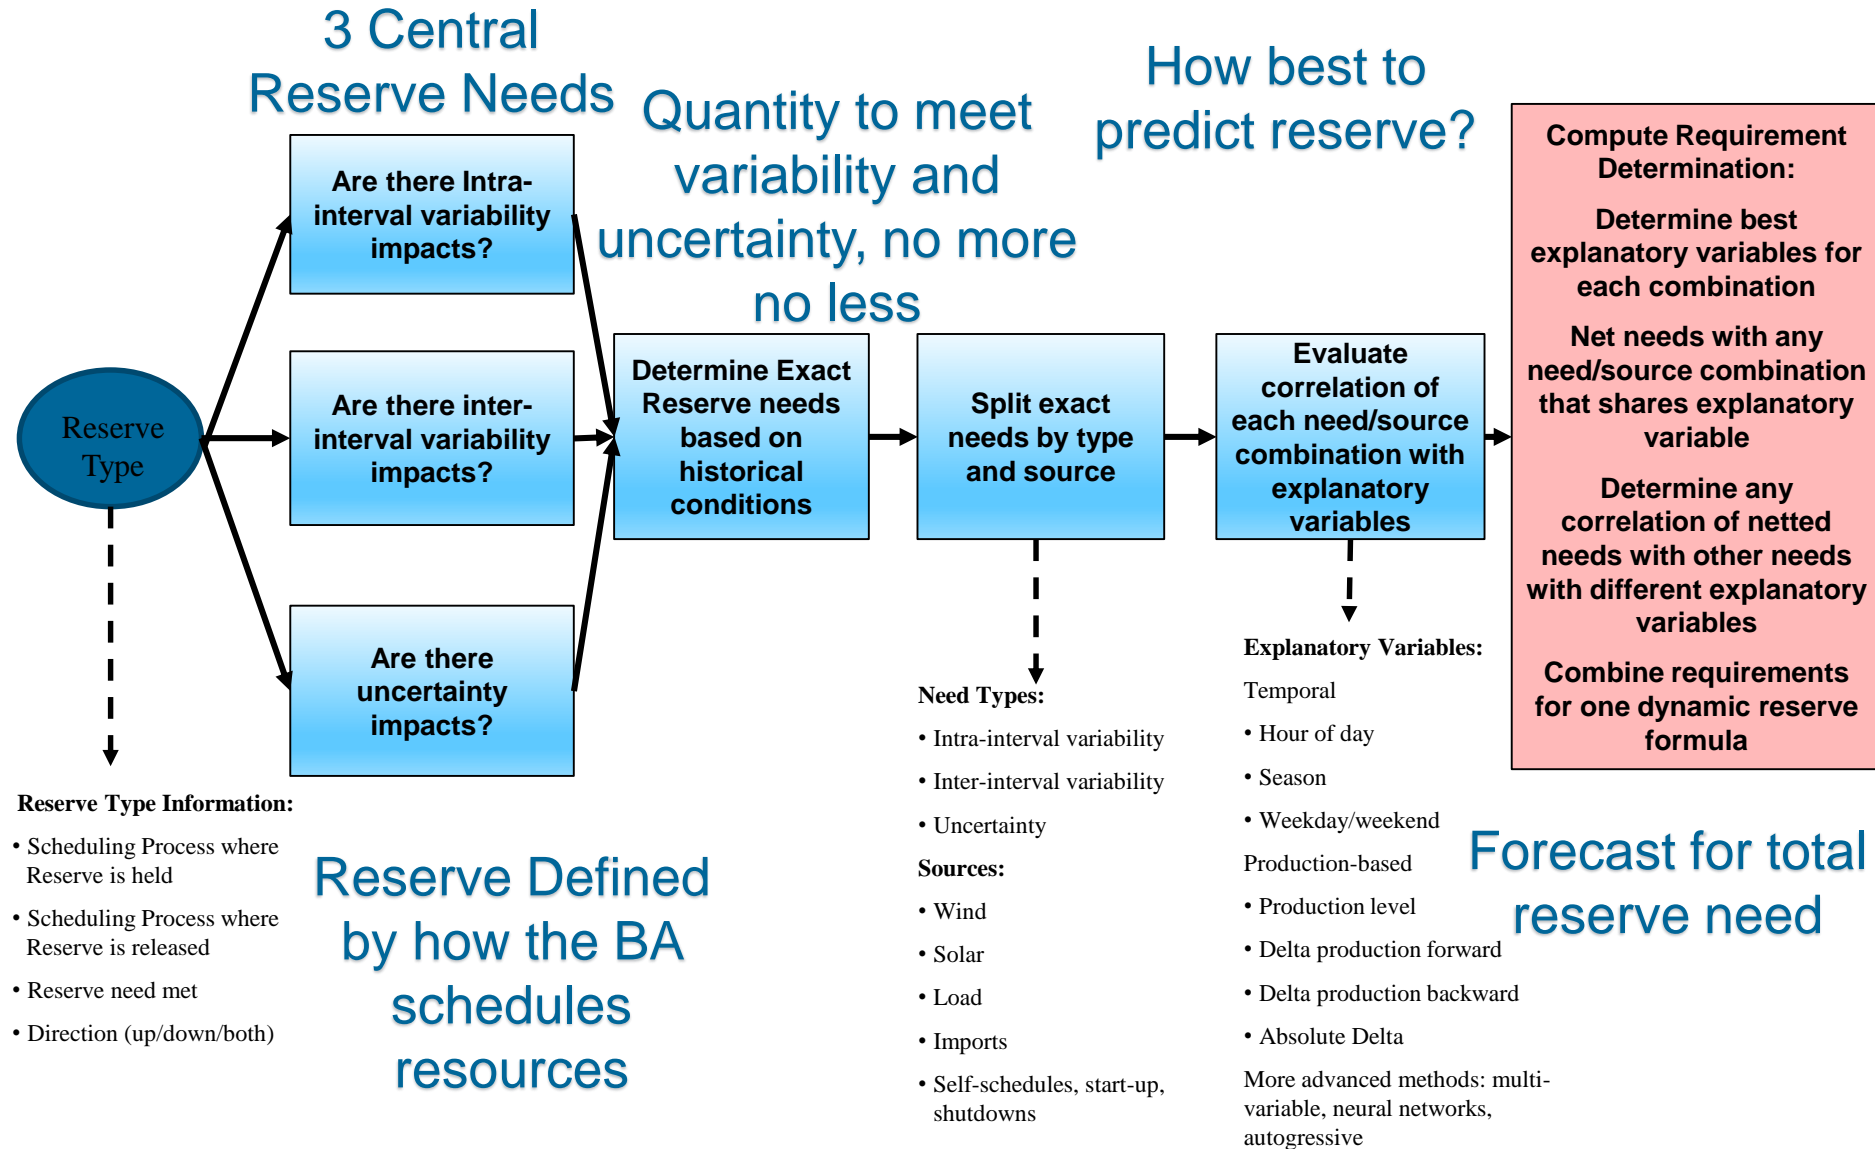 3 Central
Reserve Needs
Quantity to meet
variability and
uncertainty, no more
no less
How best to
predict reserve?
Reserve
Type
Are there Intra-
interval variability
impacts?
Are there inter-
interval variability
impacts?
Are there
uncertainty
impacts?
Determine Exact
Reserve needs
based on
historical
conditions
Split exact
needs by type
and source
Evaluate
correlation of
each need/source
combination with
explanatory
variables
Compute Requirement
Determination:
Determine best
explanatory variables for
each combination
Net needs with any
need/source combination
that shares explanatory
variable
Determine any
correlation of netted
needs with other needs
with different explanatory
variables
Combine requirements
for one dynamic reserve
formula
Reserve Type Information:
• Scheduling Process where
Reserve is held
• Scheduling Process where
Reserve is released
• Reserve need met
• Direction (up/down/both)
Reserve Defined
by how the BA
schedules
resources
Need Types:
• Intra-interval variability
• Inter-interval variability
• Uncertainty
Sources:
• Wind
• Solar
• Load
• Imports
• Self-schedules, start-up,
shutdowns
Explanatory Variables:
Temporal
• Hour of day
• Season
• Weekday/weekend
Production-based
• Production level
• Delta production forward
• Delta production backward
• Absolute Delta
More advanced methods: multi-
variable, neural networks,
autogressive
Forecast for total
reserve need